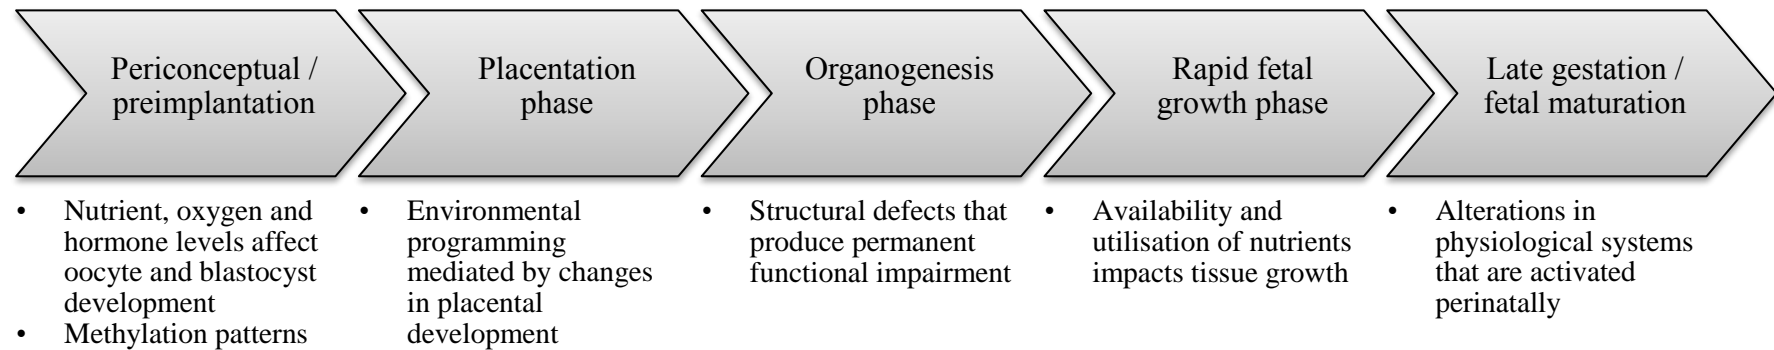 Periconceptual /
preimplantation
Placentation
phase
Organogenesis
phase
Rapid fetal
growth phase
Late gestation /
fetal maturation
• Nutrient, oxygen and
hormone levels affect
oocyte and blastocyst
development
• Methylation patterns
• Environmental
programming
mediated by changes
in placental
development
• Structural defects that
produce permanent
functional impairment
• Availability and
utilisation of nutrients
impacts tissue growth
• Alterations in
physiological systems
that are activated
perinatally